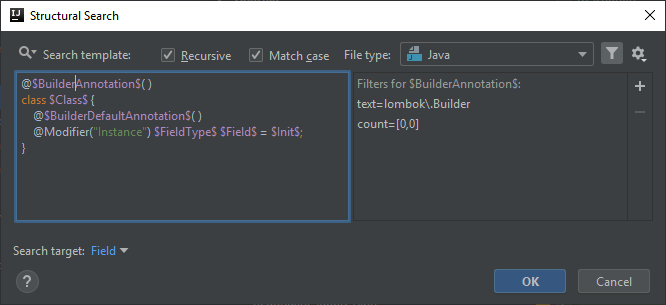 Structural Search
Search template: Recursive Match case File type: Java
@$BuilderAnnotation$( )
class $Class$ {
@$BuilderDefaultAnnotation$( )
@Modifier("Instance") $FieldType$ $Field$ = $Init$;
}
Filters for $BuilderAnnotation$:
text=lombok\.Builder
count=[0,0]
Search target: Field
? OK Cancel